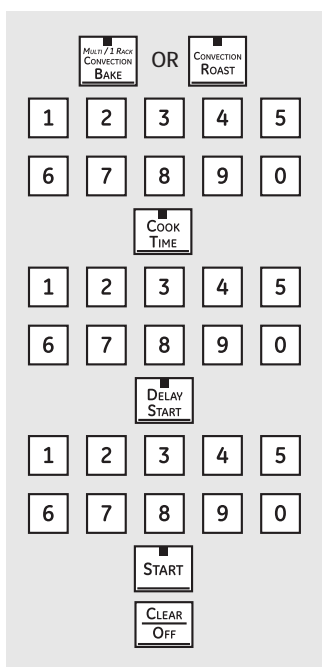 MULTI / 1 RACK
CONVECTION
BAKE
OR
CONVECTION
ROAST
1 2 3 4 5
6 7 8 9 0
COOK
TIME
1 2 3 4 5
6 7 8 9 0
DELAY
START
1 2 3 4 5
6 7 8 9 0
START
CLEAR
OFF